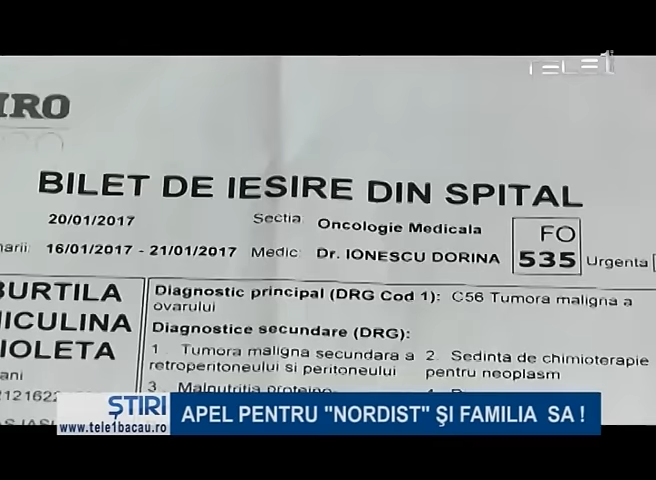 TELE1
IRO
BILET DE IESIRE DIN SPITAL
20/01/2017 Sectia Oncologie Medicala
16/01/2017 - 21/01/2017 Medic: Dr. IONESCU DORINA
FO
535 Urgenta
BURTILA
NICULINA
VIOLETA
Diagnostic principal (DRG Cod 1): C56 Tumora maligna a
ovarului
Diagnostice secundare (DRG):
1 Tumora maligna secundara a
retroperitoneului si peritoneului
2. Sedinta de chimioterapie
pentru neoplasm
3. Malnutritia
ani
ŞTIRI
www.tele1bacau.ro
APEL PENTRU "NORDIST" ŞI FAMILIA SA !